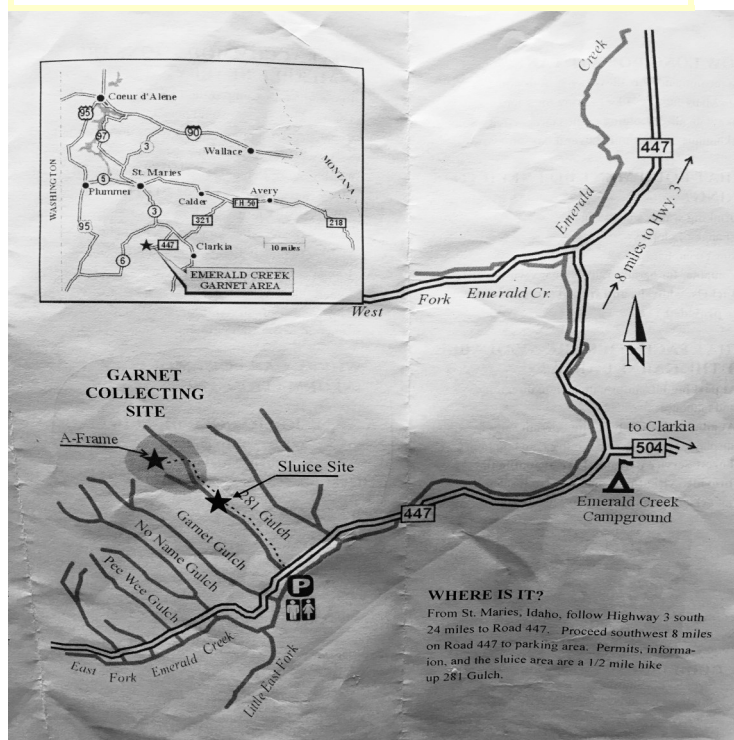 Coeur d'Alene
95
97
3
90
Wallace
WASHINGTON
MONTANA
St. Maries
5
Plummer
Calder
Avery
F.H. 50
218
95
3
321
447
Clarkia
10 miles
6
EMERALD CREEK
GARNET AREA
Creek
447
Emerald
8 miles to Hwy. 3
West Fork Emerald Cr.
N
GARNET
COLLECTING
SITE
A-Frame
Sluice Site
to Clarkia
504
Emerald Creek
Campground
447
281 Gulch
Garnet Gulch
No Name Gulch
Pee Wee Gulch
P
East Fork Emerald Creek
Little East Fork
WHERE IS IT?
From St. Maries, Idaho, follow Highway 3 south
24 miles to Road 447. Proceed southwest 8 miles
on Road 447 to parking area. Permits, informa-
ion, and the sluice area are a 1/2 mile hike
up 281 Gulch.